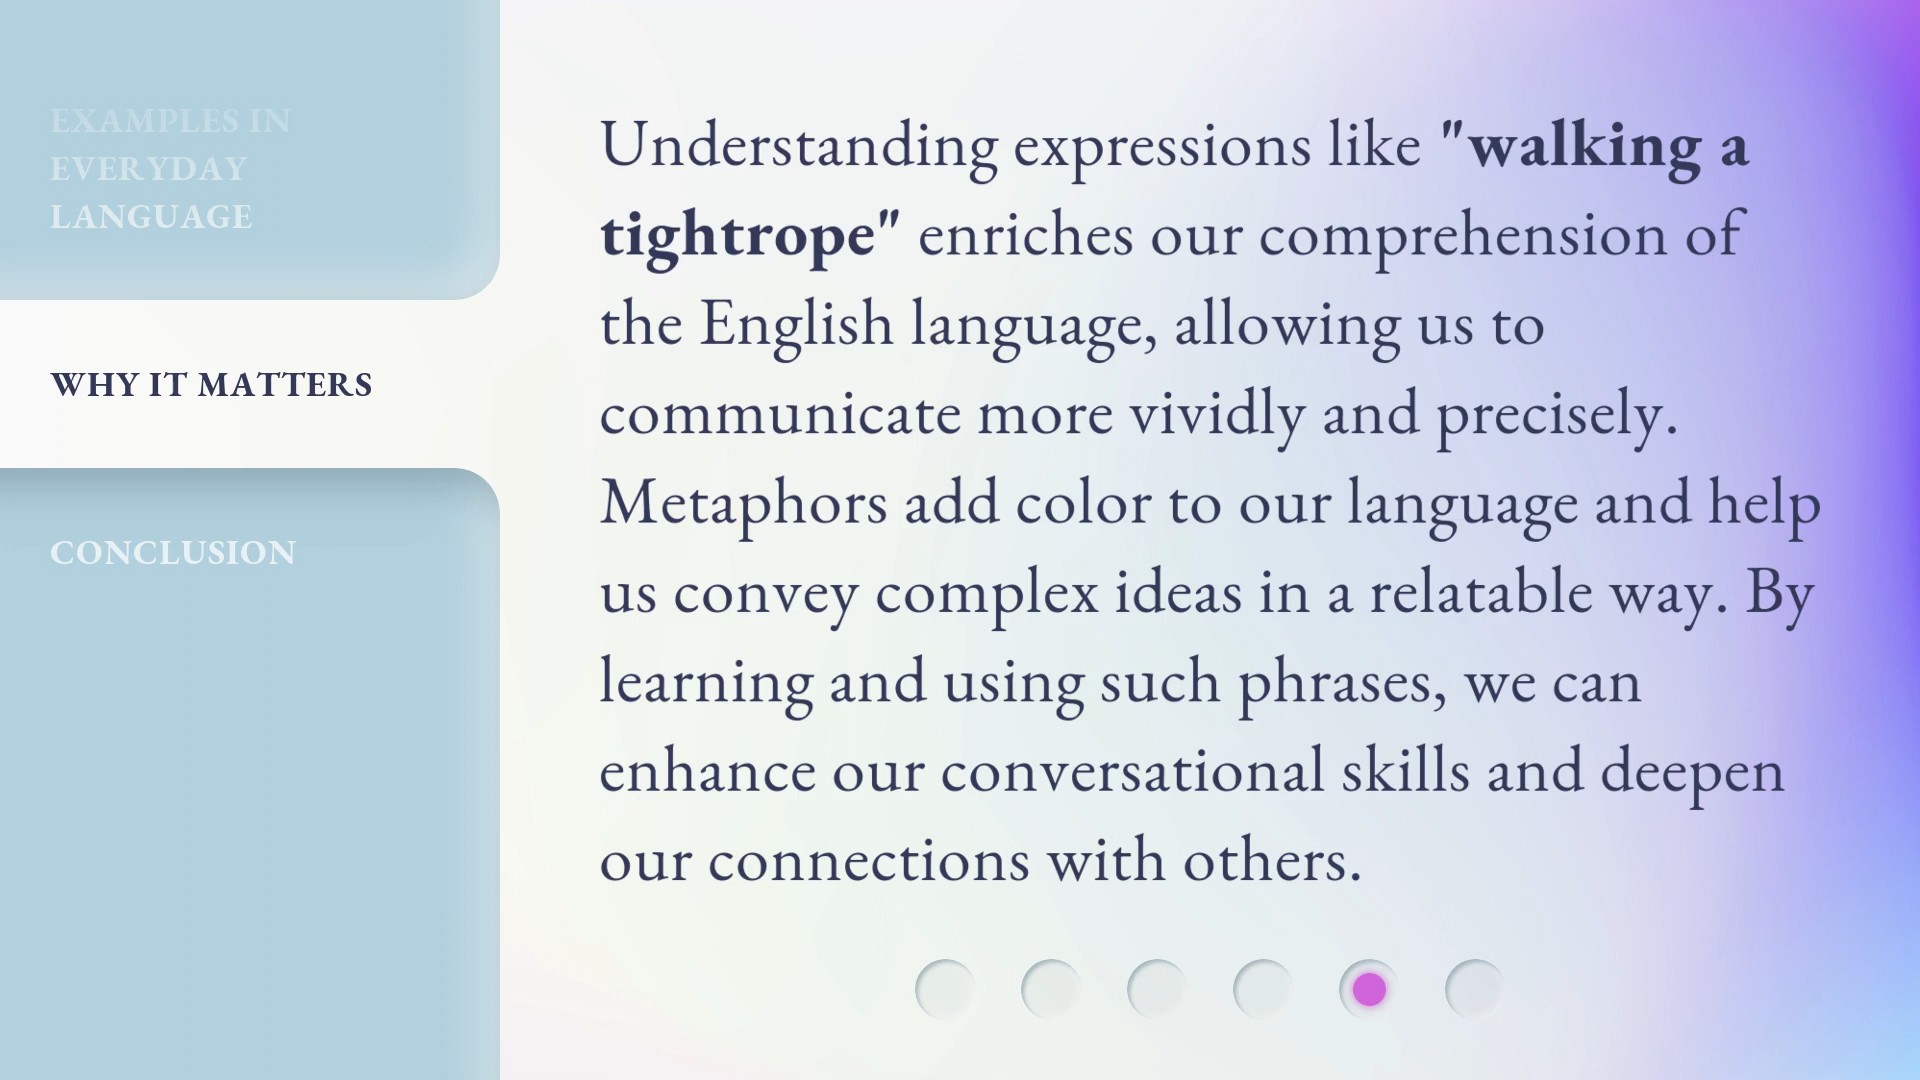 EXAMPLES IN
EVERYDAY
LANGUAGE
WHY IT MATTERS
CONCLUSION
Understanding expressions like "walking a
tightrope" enriches our comprehension of
the English language, allowing us to
communicate more vividly and precisely.
Metaphors add color to our language and help
us convey complex ideas in a relatable way. By
learning and using such phrases, we can
enhance our conversational skills and deepen
our connections with others.